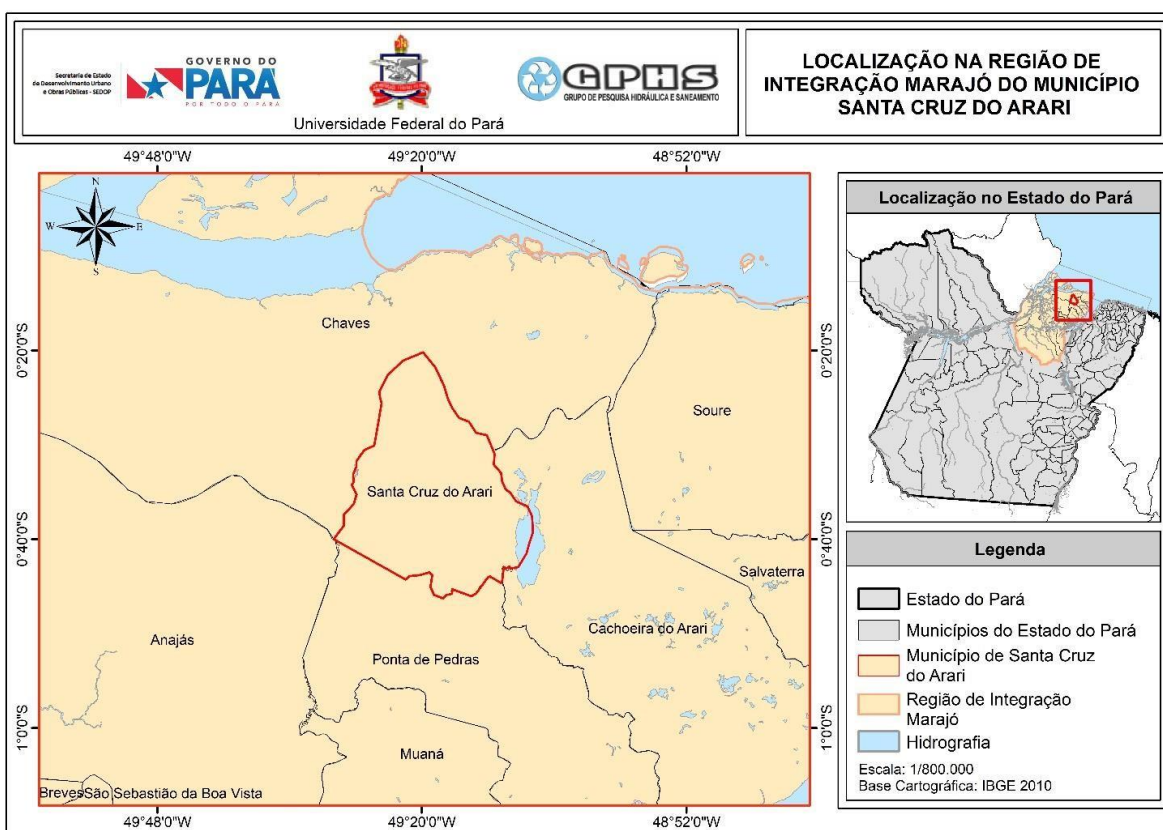 Secretaria de Estado
de Desenvolvimento Urbano
e Obras Públicas - SEDOP
GOVERNO DO
PARÁ
POR TODO O PARÁ
Universidade Federal do Pará
GPHS
GRUPO DE PESQUISA HIDRÁULICA E SANEAMENTO
LOCALIZAÇÃO NA REGIÃO DE
INTEGRAÇÃO MARAJÓ DO MUNICÍPIO
SANTA CRUZ DO ARARI
49°48'0"W
49°20'0"W
48°52'0"W
N
W
E
S
Chaves
0°20'0"S
0°20'0"S
Soure
Santa Cruz do Arari
0°40'0"S
0°40'0"S
Salvaterra
Anajás
Cachoeira do Arari
Ponta de Pedras
1°0'0"S
1°0'0"S
Muaná
Breves
São Sebastião da Boa Vista
49°48'0"W
49°20'0"W
48°52'0"W
Localização no Estado do Pará
Legenda
Estado do Pará
Municípios do Estado do Pará
Município de Santa Cruz
do Arari
Região de Integração
Marajó
Hidrografia
Escala: 1/800.000
Base Cartográfica: IBGE 2010